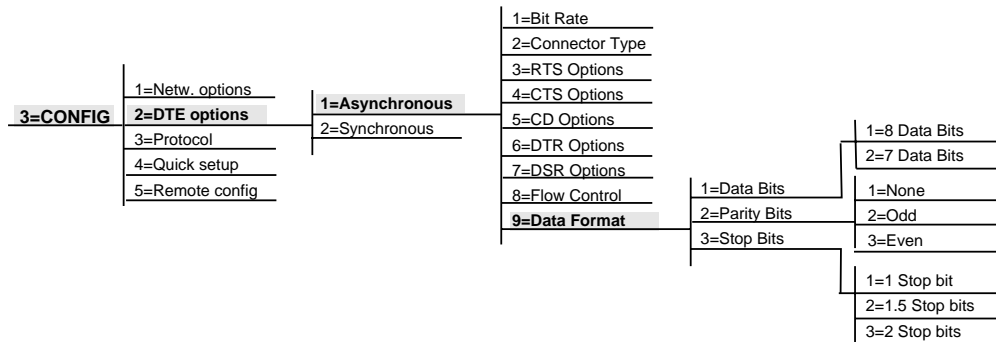 3=CONFIG
1=Netw. options
2=DTE options
3=Protocol
4=Quick setup
5=Remote config
1=Asynchronous
2=Synchronous
1=Bit Rate
2=Connector Type
3=RTS Options
4=CTS Options
5=CD Options
6=DTR Options
7=DSR Options
8=Flow Control
9=Data Format
1=Data Bits
2=Parity Bits
3=Stop Bits
1=8 Data Bits
2=7 Data Bits
1=None
2=Odd
3=Even
1=1 Stop bit
2=1.5 Stop bits
3=2 Stop bits